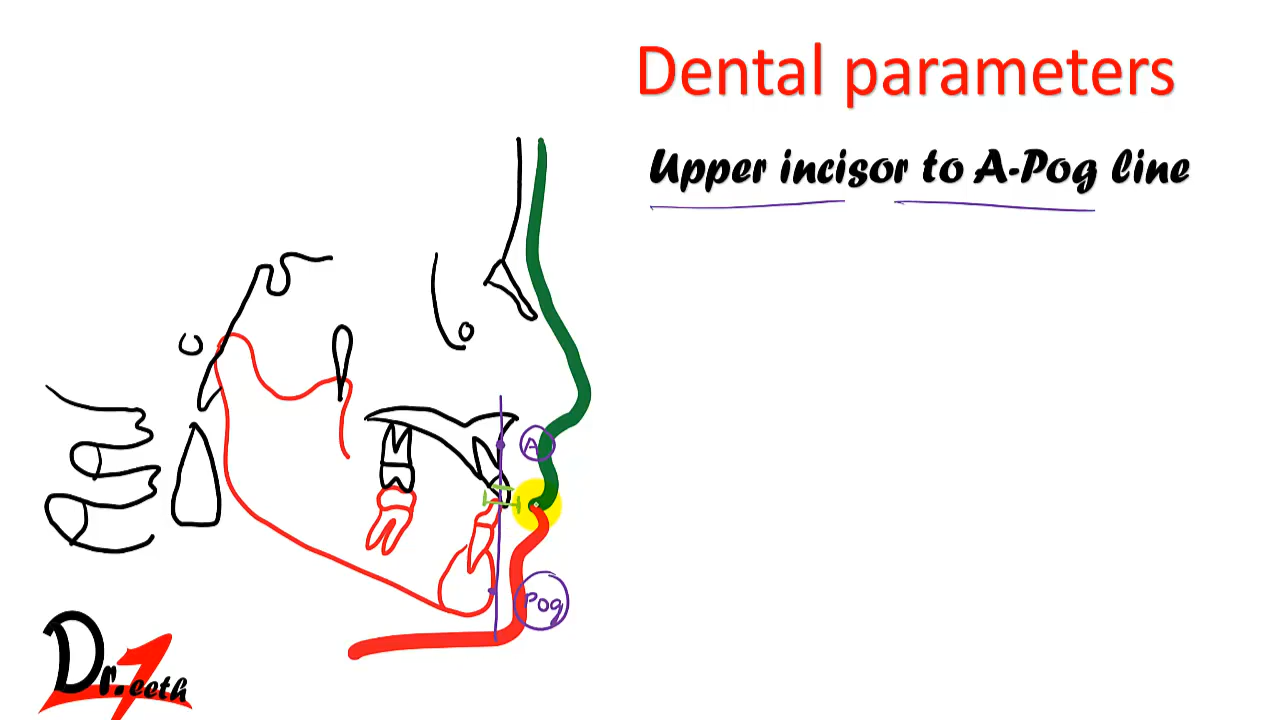 Dental parameters
Upper incisor to A-Pog line
A
Pog
Dr.eeth